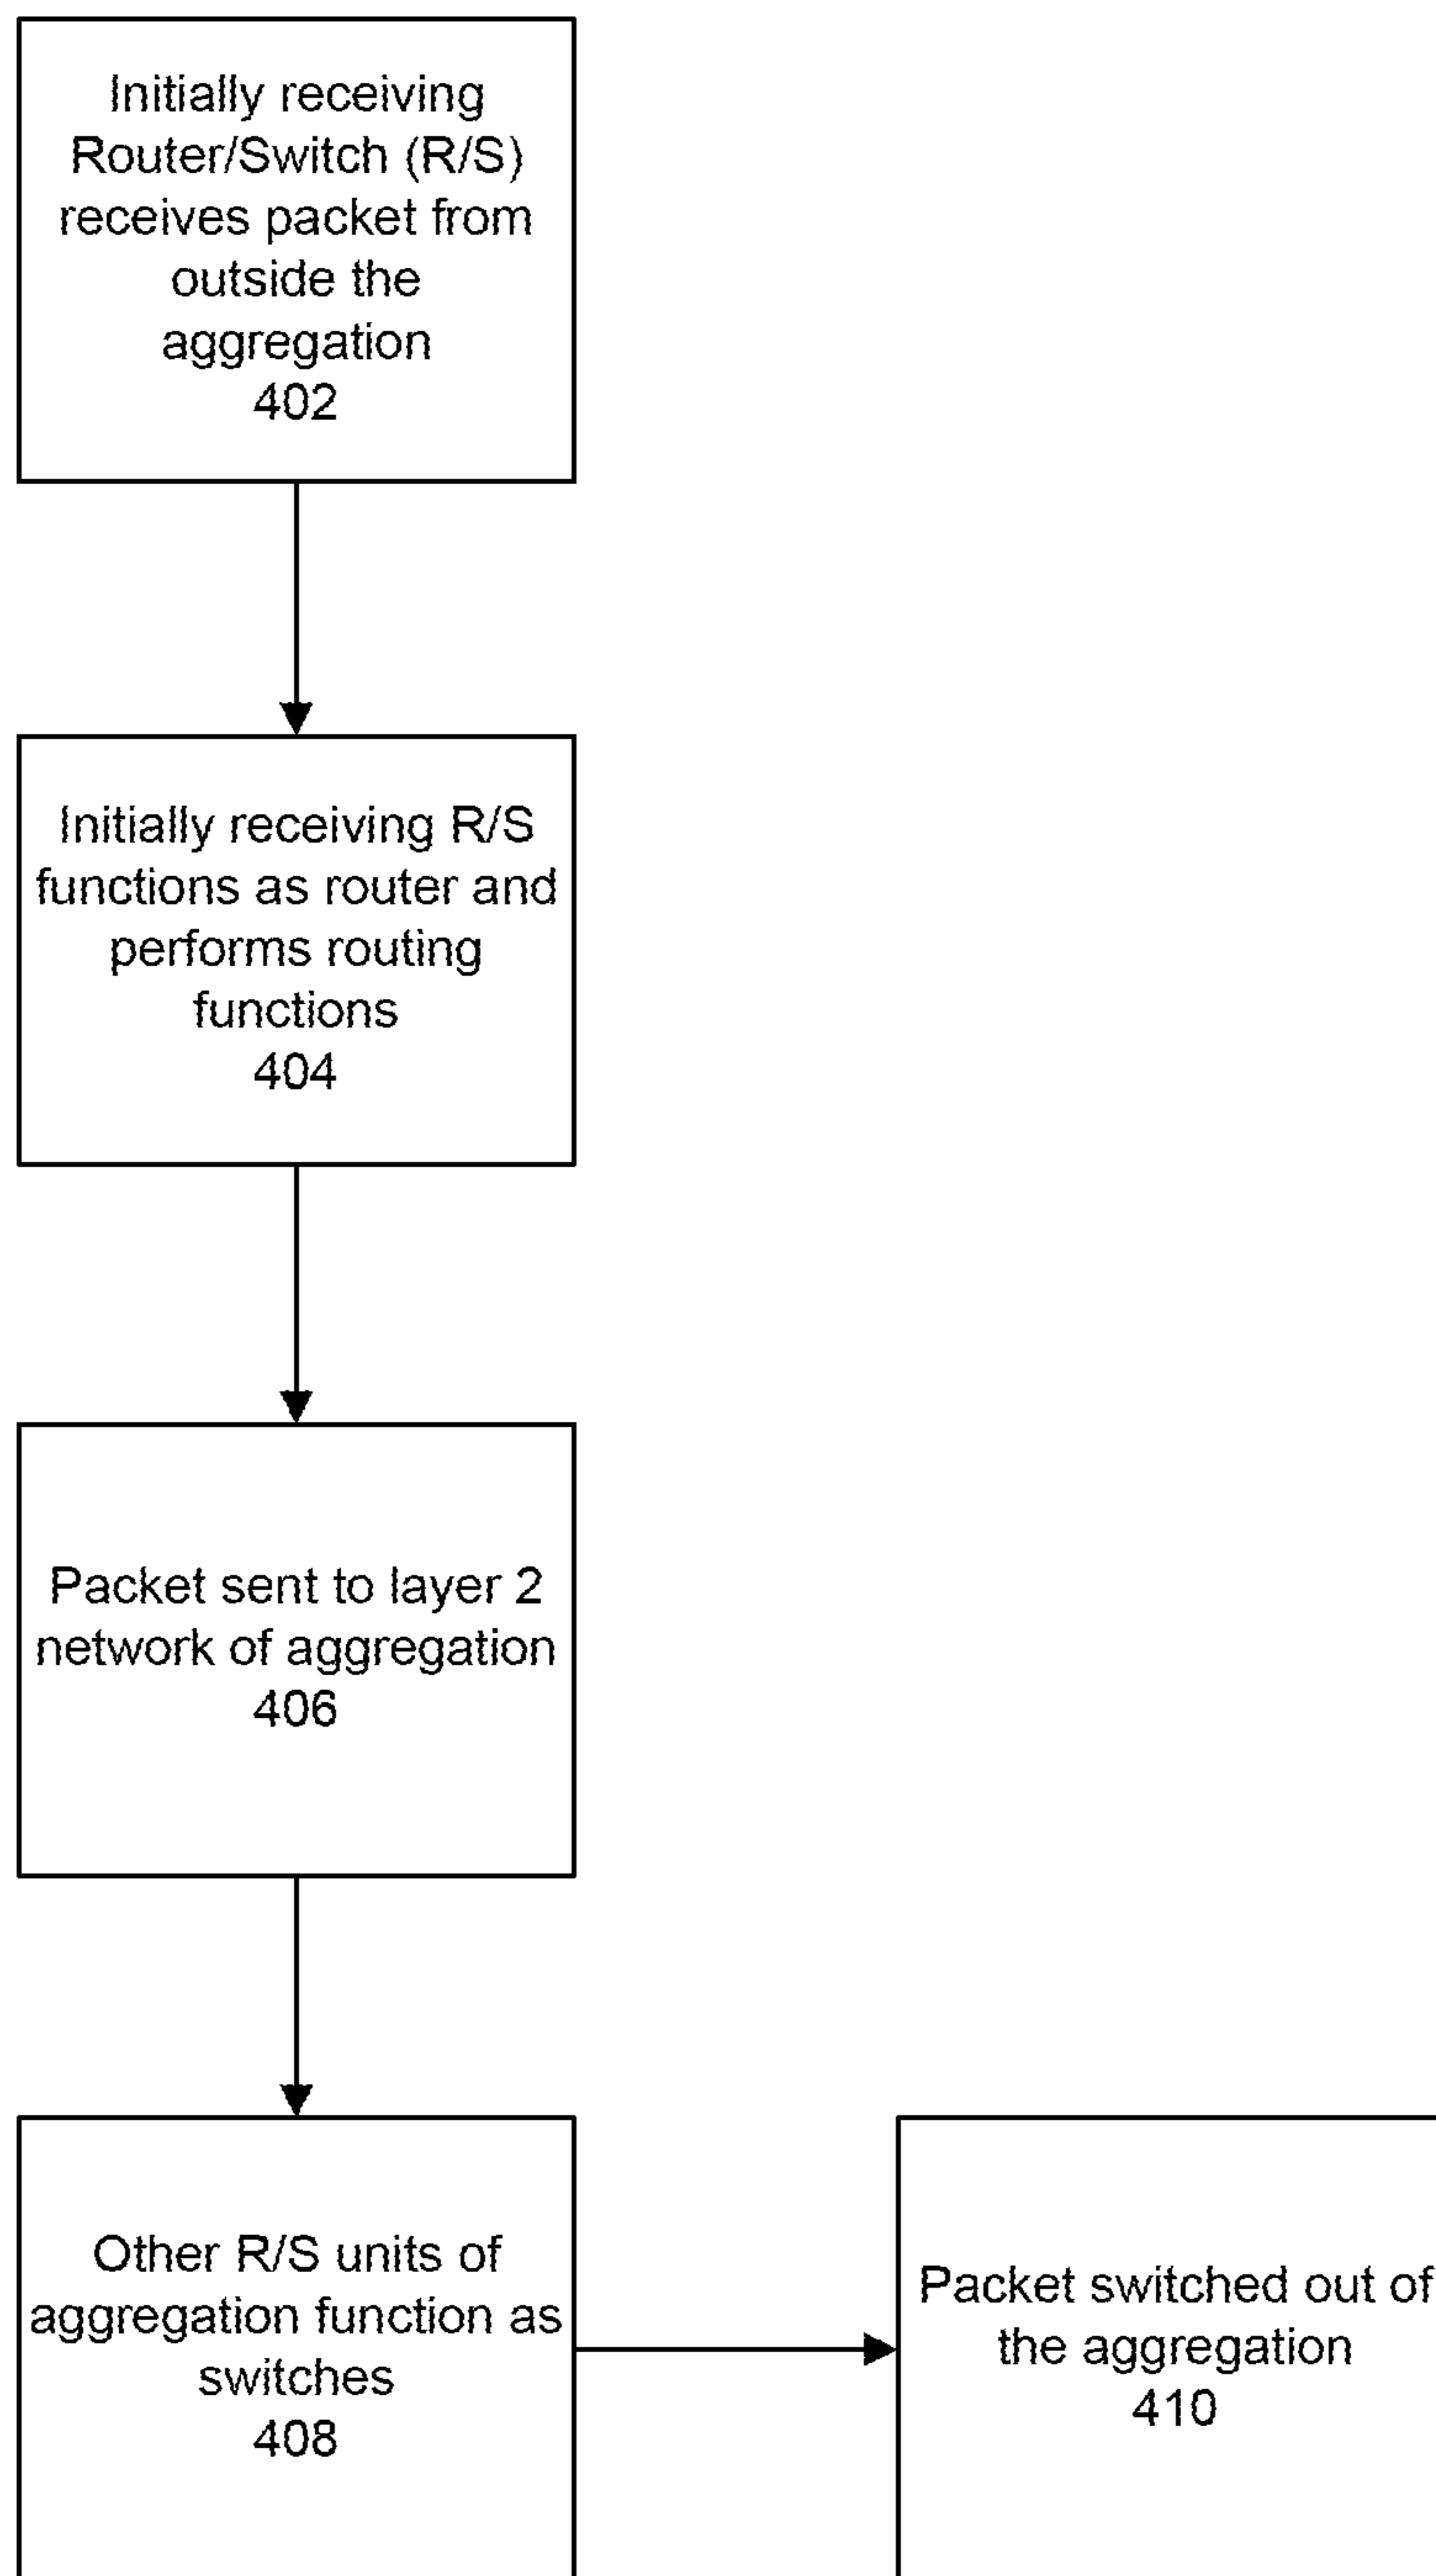 Initially receiving
Router/Switch (R/S)
receives packet from
outside the
aggregation
402
Initially receiving R/S
functions as router and
performs routing
functions
404
Packet sent to layer 2
network of aggregation
406
Other R/S units of
aggregation function as
switches
408
Packet switched out of
the aggregation
410